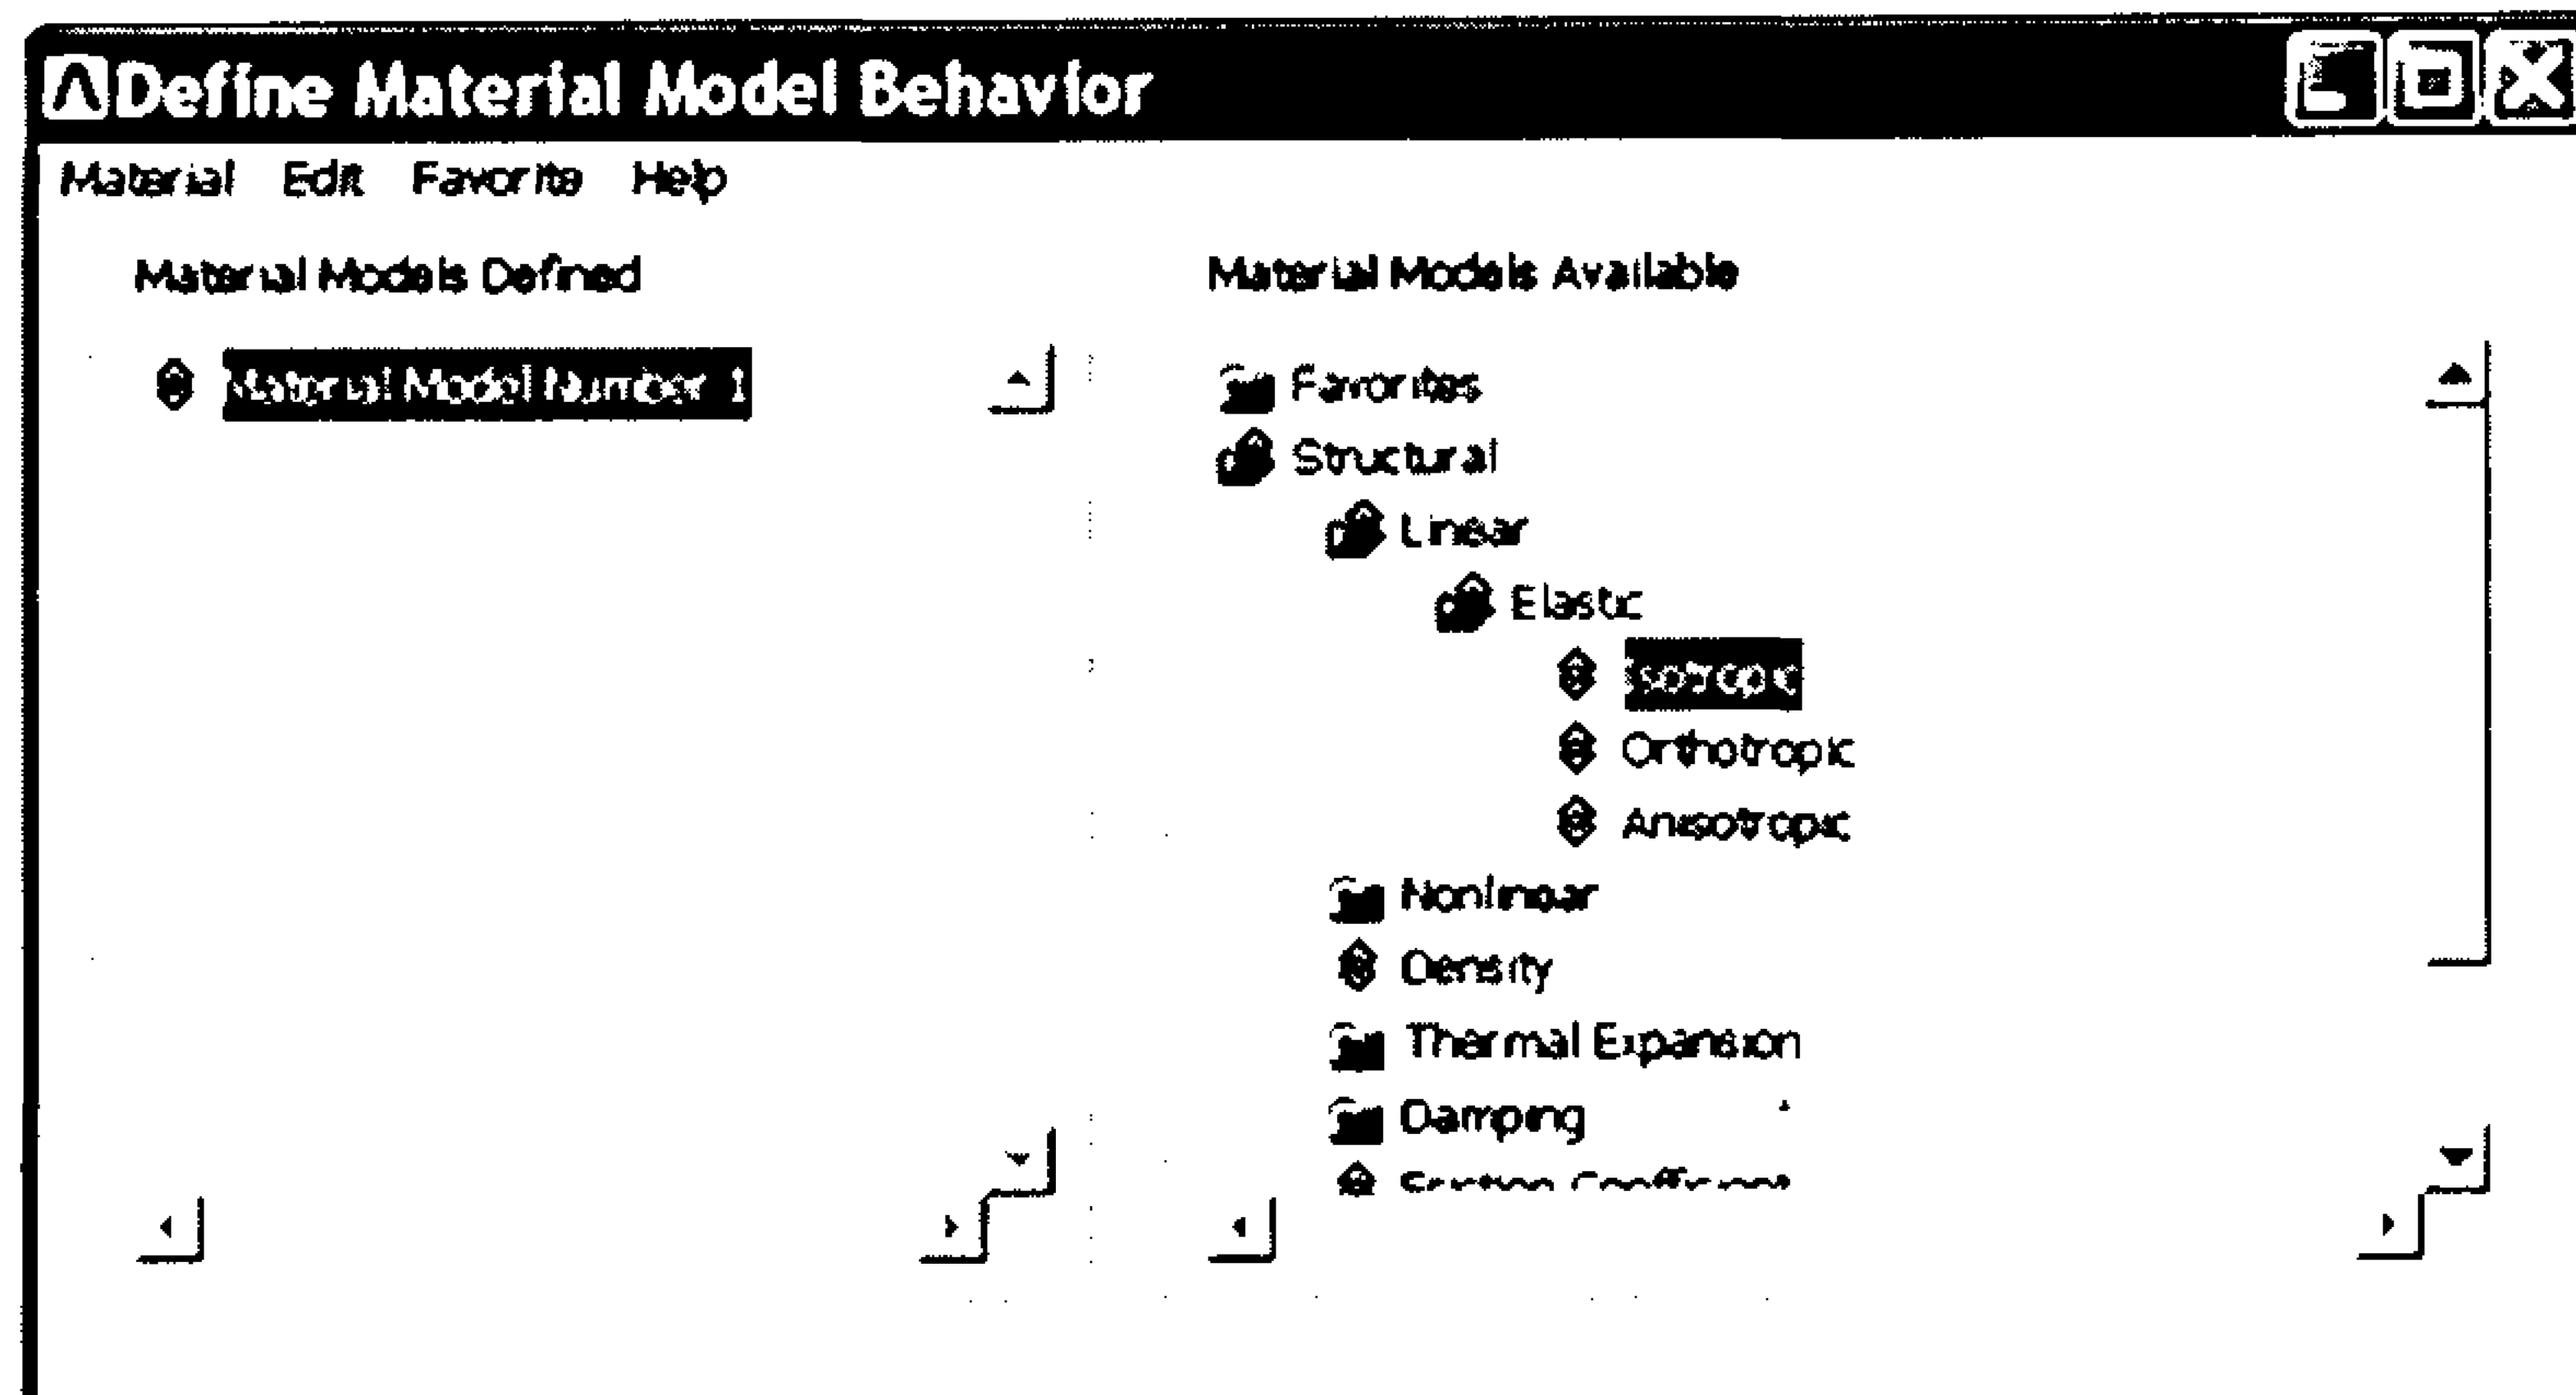 Define Material Model Behavior
Material Edit Favorite Help
Material Models Defined
Material Model Number 1
Material Models Available
Favorites
Structural
Linear
Elastic
Isotropic
Orthotropic
Anisotropic
Nonlinear
Density
Thermal Expansion
Damping